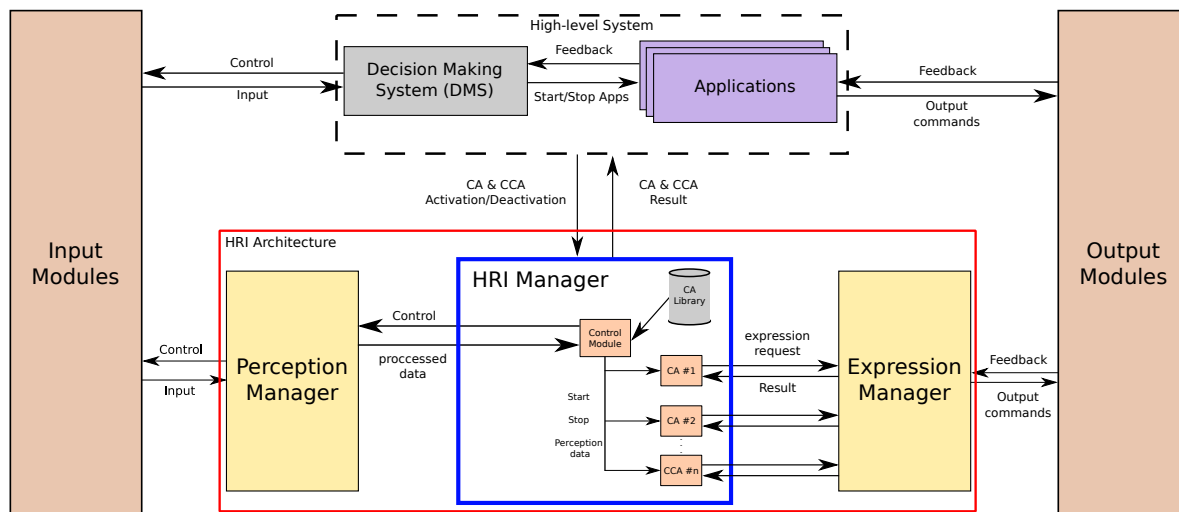 High-level System
Input
Modules
Control
Input
Decision Making
System (DMS)
Feedback
Start/Stop Apps
Applications
Feedback
Output
commands
Output
Modules
CA & CCA
Activation/Deactivation
CA & CCA
Result
HRI Architecture
Perception
Manager
Control
Input
Control
proccessed
data
HRI Manager
CA
Library
Control
Module
Start
Stop
Perception
data
CA #1
CA #2
. . .
CCA #n
expression
request
Result
Expression
Manager
Feedback
Output
commands